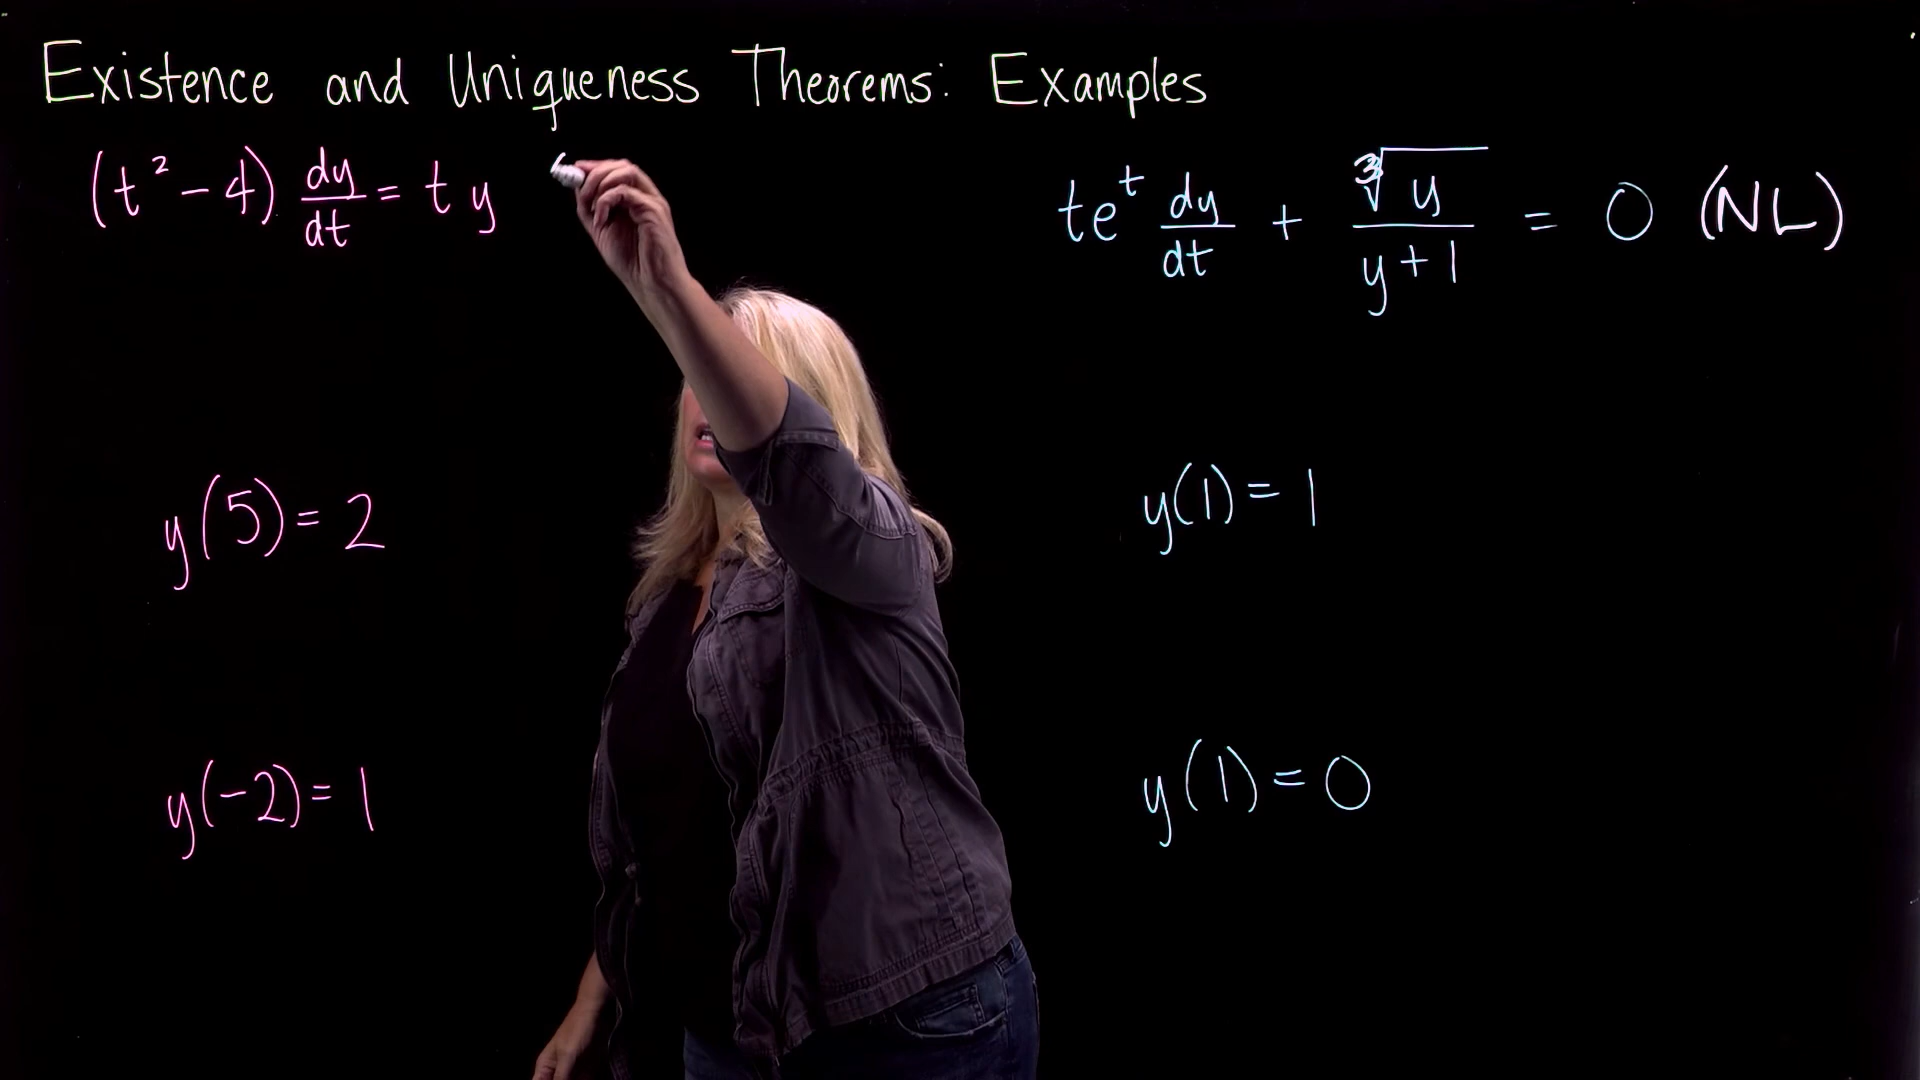 Existence and Uniqueness Theorems: Examples
(t² - 4) dy/dt = t y (
te^t dy/dt + ∛y/(y+1) = 0 (NL)
y(5) = 2
y(1) = 1
y(-2) = 1
y(1) = 0